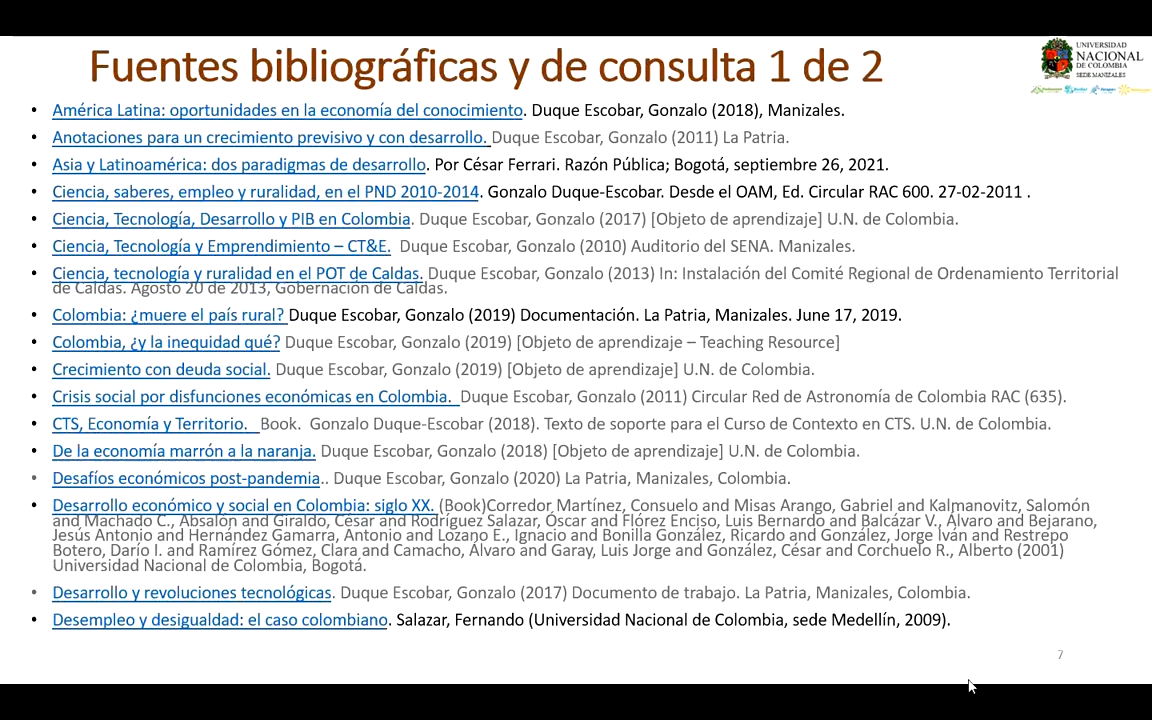 Fuentes bibliográficas y de consulta 1 de 2
UNIVERSIDAD
NACIONAL
DE COLOMBIA
SEDE MANIZALES
• América Latina: oportunidades en la economía del conocimiento. Duque Escobar, Gonzalo (2018), Manizales.
• Anotaciones para un crecimiento previsivo y con desarrollo. Duque Escobar, Gonzalo (2011) La Patria.
• Asia y Latinoamérica: dos paradigmas de desarrollo. Por César Ferrari. Razón Pública; Bogotá, septiembre 26, 2021.
• Ciencia, saberes, empleo y ruralidad, en el PND 2010-2014. Gonzalo Duque-Escobar. Desde el OAM, Ed. Circular RAC 600. 27-02-2011 .
• Ciencia, Tecnología, Desarrollo y PIB en Colombia. Duque Escobar, Gonzalo (2017) [Objeto de aprendizaje] U.N. de Colombia.
• Ciencia, Tecnología y Emprendimiento – CT&E. Duque Escobar, Gonzalo (2010) Auditorio del SENA. Manizales.
• Ciencia, tecnología y ruralidad en el POT de Caldas. Duque Escobar, Gonzalo (2013) In: Instalación del Comité Regional de Ordenamiento Territorial
de Caldas. Agosto 20 de 2013, Gobernación de Caldas.
• Colombia: ¿muere el país rural? Duque Escobar, Gonzalo (2019) Documentación. La Patria, Manizales. June 17, 2019.
• Colombia, ¿y la inequidad qué? Duque Escobar, Gonzalo (2019) [Objeto de aprendizaje – Teaching Resource]
• Crecimiento con deuda social. Duque Escobar, Gonzalo (2019) [Objeto de aprendizaje] U.N. de Colombia.
• Crisis social por disfunciones económicas en Colombia. Duque Escobar, Gonzalo (2011) Circular Red de Astronomía de Colombia RAC (635).
• CTS, Economía y Territorio. Book. Gonzalo Duque-Escobar (2018). Texto de soporte para el Curso de Contexto en CTS. U.N. de Colombia.
• De la economía marrón a la naranja. Duque Escobar, Gonzalo (2018) [Objeto de aprendizaje] U.N. de Colombia.
• Desafíos económicos post-pandemia.. Duque Escobar, Gonzalo (2020) La Patria, Manizales, Colombia.
• Desarrollo económico y social en Colombia: siglo XX. (Book)Corredor Martínez, Consuelo and Misas Arango, Gabriel and Kalmanovitz, Salomón
and Machado C., Absalón and Giraldo, César and Rodríguez Salazar, Óscar and Flórez Enciso, Luis Bernardo and Balcázar V., Álvaro and Bejarano,
Jesús Antonio and Hernández Gamarra, Antonio and Lozano E., Ignacio and Bonilla González, Ricardo and González, Jorge Iván and Restrepo
Botero, Darío I. and Ramírez Gómez, Clara and Camacho, Álvaro and Garay, Luis Jorge and González, César and Corchuelo R., Alberto (2001)
Universidad Nacional de Colombia, Bogotá.
• Desarrollo y revoluciones tecnológicas. Duque Escobar, Gonzalo (2017) Documento de trabajo. La Patria, Manizales, Colombia.
• Desempleo y desigualdad: el caso colombiano. Salazar, Fernando (Universidad Nacional de Colombia, sede Medellín, 2009).
7